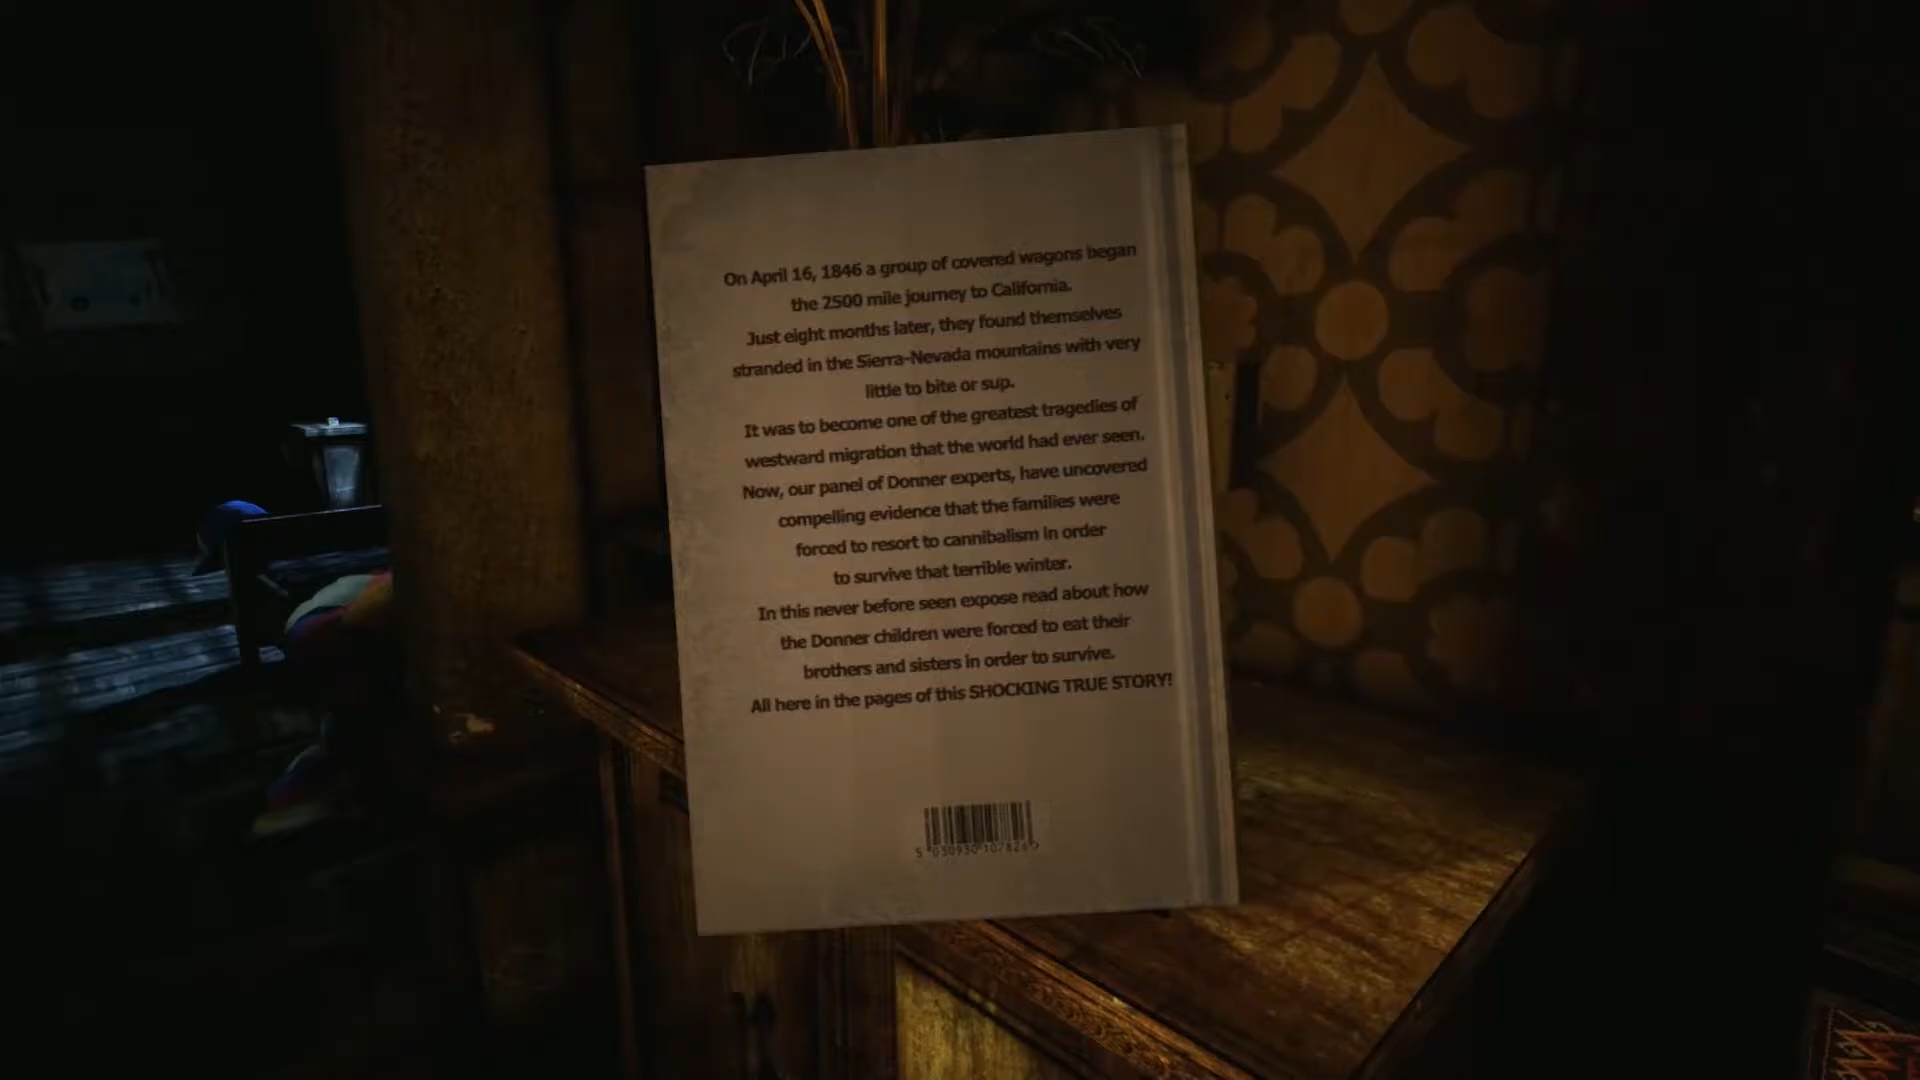 On April 16, 1846 a group of covered wagons began
the 2500 mile journey to California.
Just eight months later, they found themselves
stranded in the Sierra-Nevada mountains with very
little to bite or sup.
It was to become one of the greatest tragedies of
westward migration that the world had ever seen.
Now, our panel of Donner experts, have uncovered
compelling evidence that the families were
forced to resort to cannibalism in order
to survive that terrible winter.
In this never before seen expose read about how
the Donner children were forced to eat their
brothers and sisters in order to survive.
All here in the pages of this SHOCKING TRUE STORY!